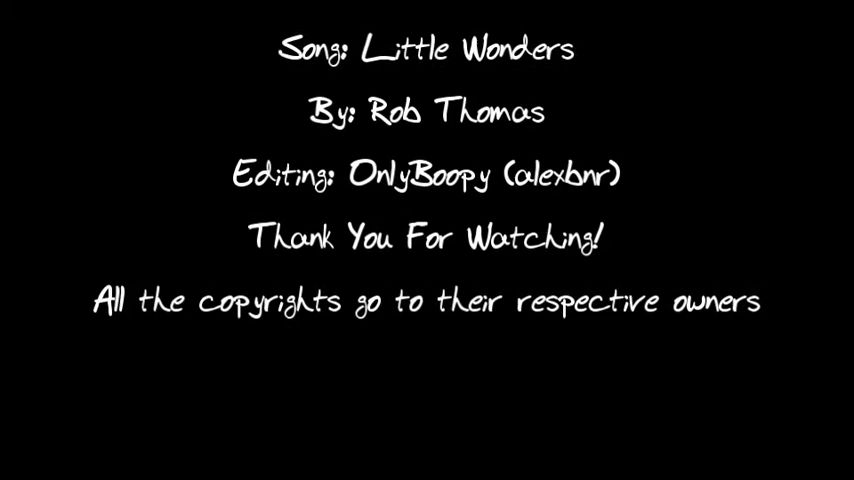 Song: Little Wonders
By: Rob Thomas
Editing: OnlyBoopy (alexbnr)
Thank You For Watching!
All the copyrights go to their respective owners